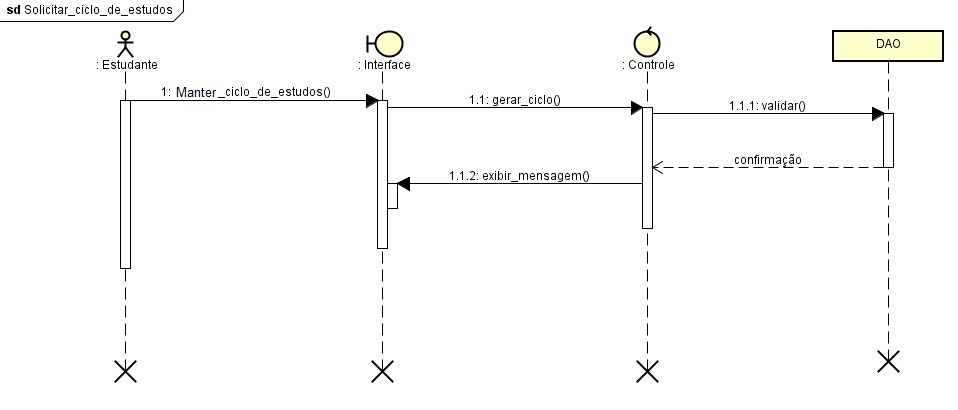 sd Solicitar_ciclo_de_estudos
: Estudante
: Interface
: Controle
DAO
1: Manter_ciclo_de_estudos()
1.1: gerar_ciclo()
1.1.1: validar()
confirmação
1.1.2: exibir_mensagem()